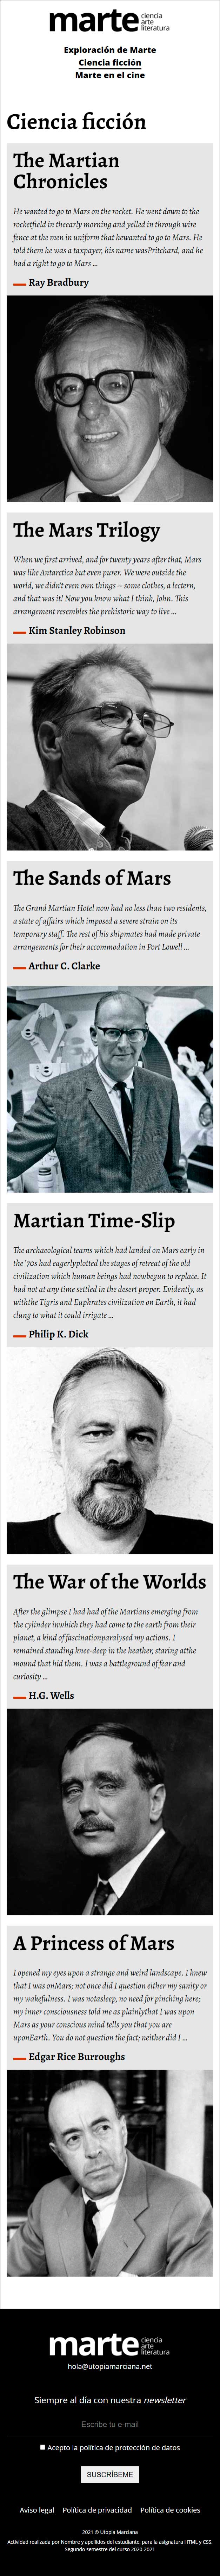 marte ciencia
arte
literatura
Exploración de Marte
Ciencia ficción
Marte en el cine
Ciencia ficción
The Martian
Chronicles
He wanted to go to Mars on the rocket. He went down to the
rocketfield in theearly morning and yelled in through wire
fence at the men in uniform that hewanted to go to Mars. He
told them he was a taxpayer, his name wasPritchard, and he
had a right to go to Mars ...
Ray Bradbury
The Mars Trilogy
When we first arrived, and for twenty years after that, Mars
was like Antarctica but even purer. We were outside the
world, we didn't even own things -- some clothes, a lectern,
and that was it! Now you know what I think, John. This
arrangement resembles the prehistoric way to live ...
Kim Stanley Robinson
The Sands of Mars
The Grand Martian Hotel now had no less than two residents,
a state of affairs which imposed a severe strain on its
temporary staff. The rest of his shipmates had made private
arrangements for their accommodation in Port Lowell ...
Arthur C. Clarke
Martian Time-Slip
The archaeological teams which had landed on Mars early in
the '70s had eagerlyplotted the stages of retreat of the old
civilization which human beings had nowbegun to replace. It
had not at any time settled in the desert proper. Evidently, as
withthe Tigris and Euphrates civilization on Earth, it had
clung to what it could irrigate ...
Philip K. Dick
The War of the Worlds
After the glimpse I had had of the Martians emerging from
the cylinder inwhich they had come to the earth from their
planet, a kind of fascinationparalysed my actions. I
remained standing knee-deep in the heather, staring atthe
mound that hid them. I was a battleground of fear and
curiosity ...
H.G. Wells
A Princess of Mars
I opened my eyes upon a strange and weird landscape. I knew
that I was onMars; not once did I question either my sanity or
my wakefulness. I was notasleep, no need for pinching here;
my inner consciousness told me as plainlythat I was upon
Mars as your conscious mind tells you that you are
uponEarth. You do not question the fact; neither did I ...
Edgar Rice Burroughs
marte ciencia
arte
literatura
hola@utopiamarciana.net
Siempre al día con nuestra newsletter
Escribe tu e-mail
Acepto la política de protección de datos
SUSCRÍBEME
Aviso legal Política de privacidad Política de cookies
2021 © Utopia Marciana
Actividad realizada por Nombre y apellidos del estudiante, para la asignatura HTML y CSS.
Segundo semestre del curso 2020-2021